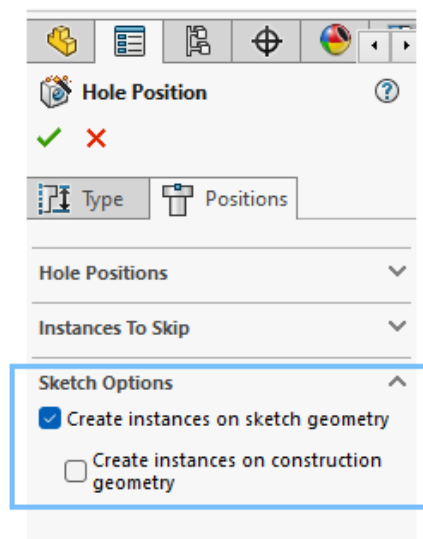 Hole Position
Type
Positions
Hole Positions
Instances To Skip
Sketch Options
Create instances on sketch geometry
Create instances on construction
geometry